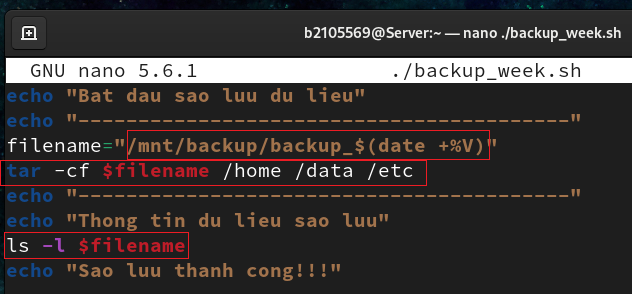 b2105569@Server:~ — nano ./backup_week.sh
GNU nano 5.6.1 ./backup_week.sh
echo "Bat dau sao luu du lieu"
echo "-----------------------------------------"
filename="/mnt/backup/backup_$(date +%V)"
tar -cf $filename /home /data /etc
echo "-----------------------------------------"
echo "Thong tin du lieu sao luu"
ls -l $filename
echo "Sao luu thanh cong!!!"